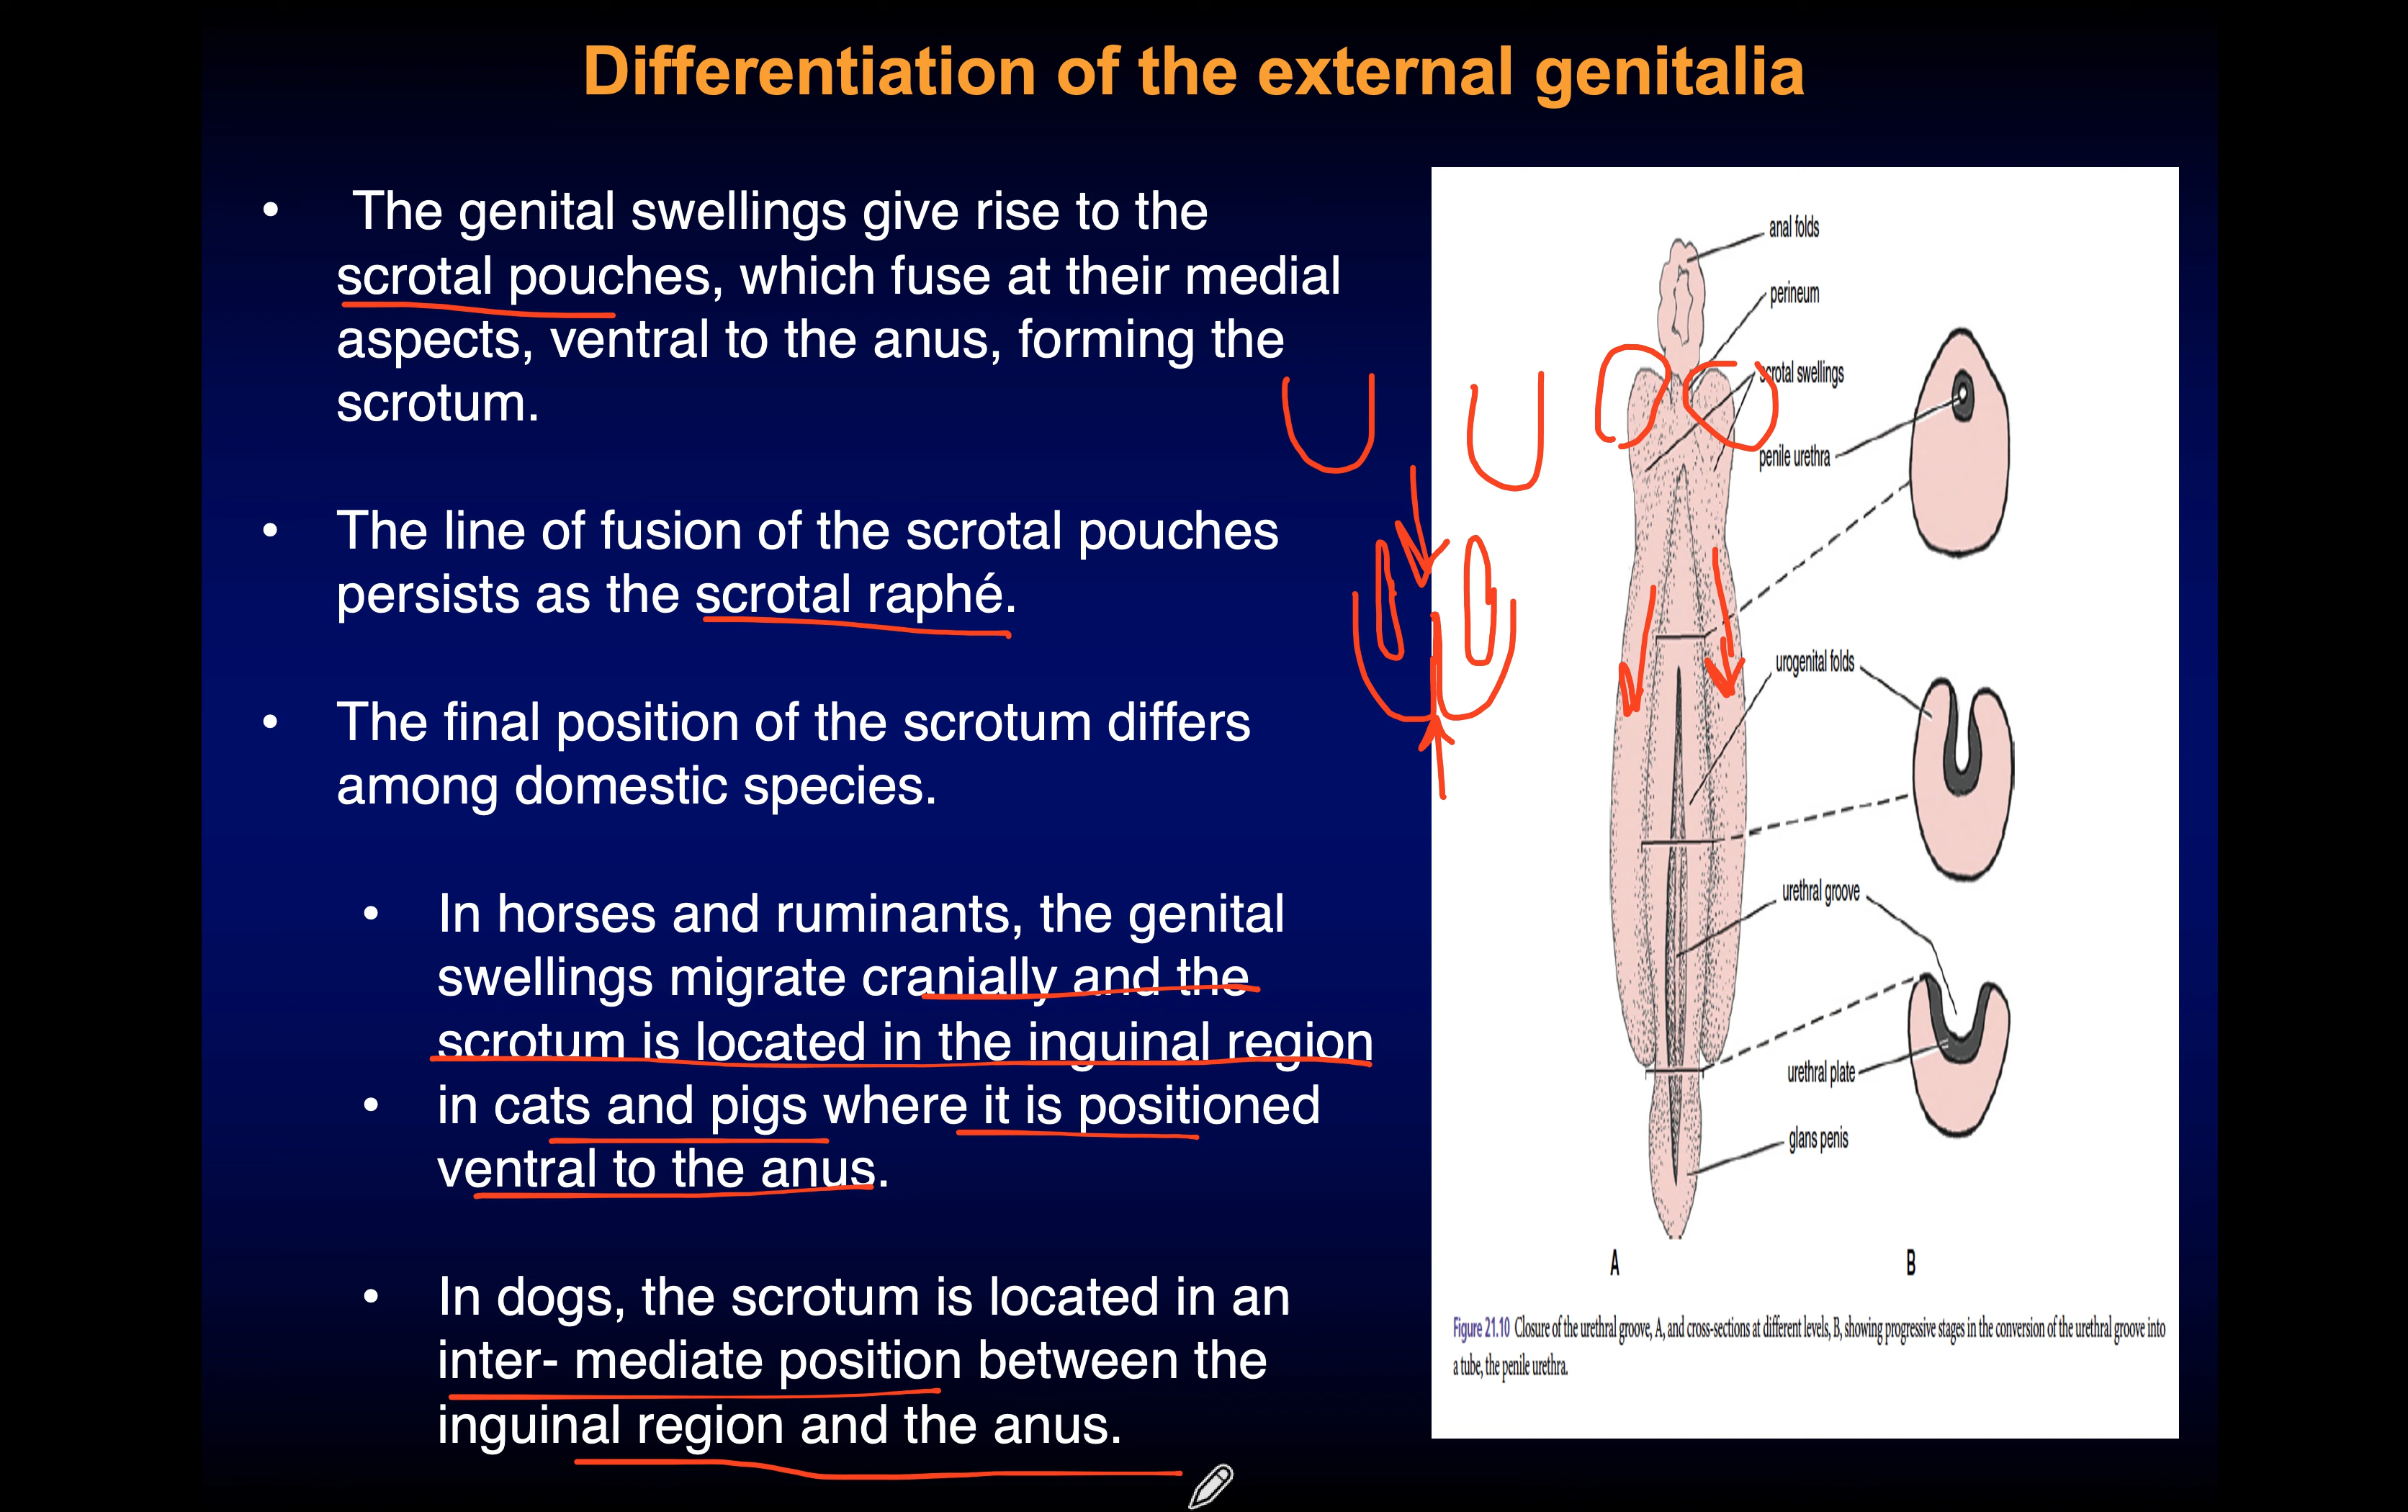 Differentiation of the external genitalia
• The genital swellings give rise to the
scrotal pouches, which fuse at their medial
aspects, ventral to the anus, forming the
scrotum.
• The line of fusion of the scrotal pouches
persists as the scrotal raphé.
• The final position of the scrotum differs
among domestic species.
• In horses and ruminants, the genital
swellings migrate cranially and the
scrotum is located in the inguinal region
• in cats and pigs where it is positioned
ventral to the anus.
• In dogs, the scrotum is located in an
inter- mediate position between the
inguinal region and the anus.
anal folds
perineum
scrotal swellings
penile urethra
urogenital folds
urethral groove
urethral plate
glans penis
A
B
Figure 21.10 Closure of the urethral groove, A, and cross-sections at different levels, B, showing progressive stages in the conversion of the urethral groove into
a tube, the penile urethra.